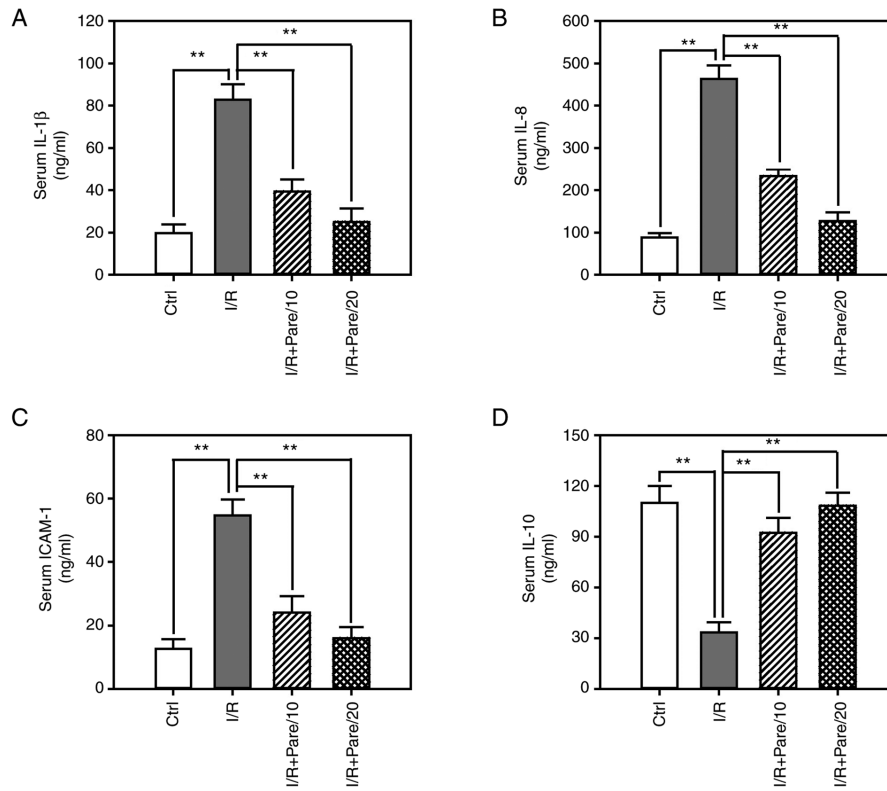 A
Serum IL-1β
(ng/ml)
120
100
80
60
40
20
0
**
**
**
Ctrl
I/R
I/R+Pare/10
I/R+Pare/20
B
Serum IL-8
(ng/ml)
600
500
400
300
200
100
0
**
**
**
Ctrl
I/R
I/R+Pare/10
I/R+Pare/20
C
Serum ICAM-1
(ng/ml)
80
60
40
20
0
**
**
**
Ctrl
I/R
I/R+Pare/10
I/R+Pare/20
D
Serum IL-10
(ng/ml)
150
120
90
60
30
0
**
**
**
Ctrl
I/R
I/R+Pare/10
I/R+Pare/20